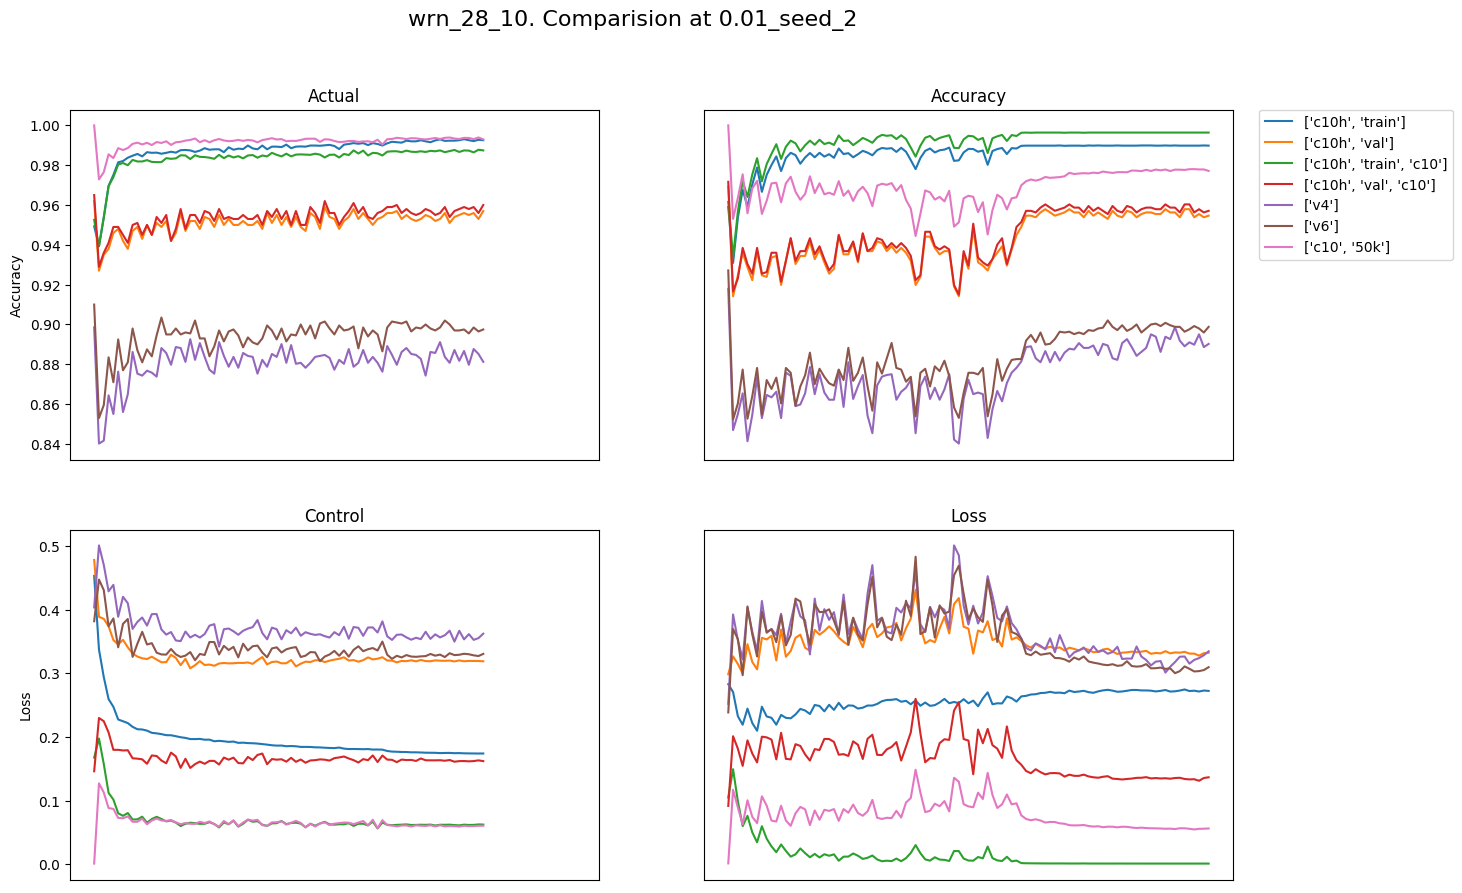 wrn_28_10. Comparision at 0.01_seed_2
Actual
Accuracy
1.00
0.98
0.96
0.94
0.92
0.90
0.88
0.86
0.84
Accuracy
['c10h', 'train']
['c10h', 'val']
['c10h', 'train', 'c10']
['c10h', 'val', 'c10']
['v4']
['v6']
['c10', '50k']
Control
Loss
0.5
0.4
0.3
0.2
0.1
0.0
Loss